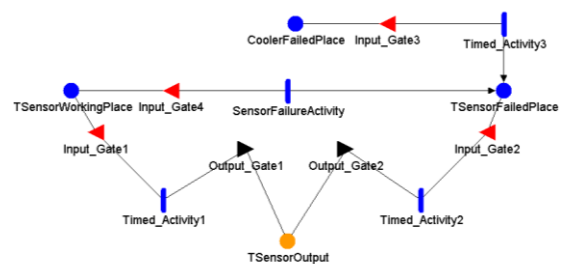 CoolerFailedPlace Input_Gate3 Timed_Activity3
TSensorWorkingPlace Input_Gate4 SensorFailureActivity TSensorFailedPlace
Input_Gate1 Output_Gate1 Output_Gate2 Input_Gate2
Timed_Activity1 Timed_Activity2
TSensorOutput